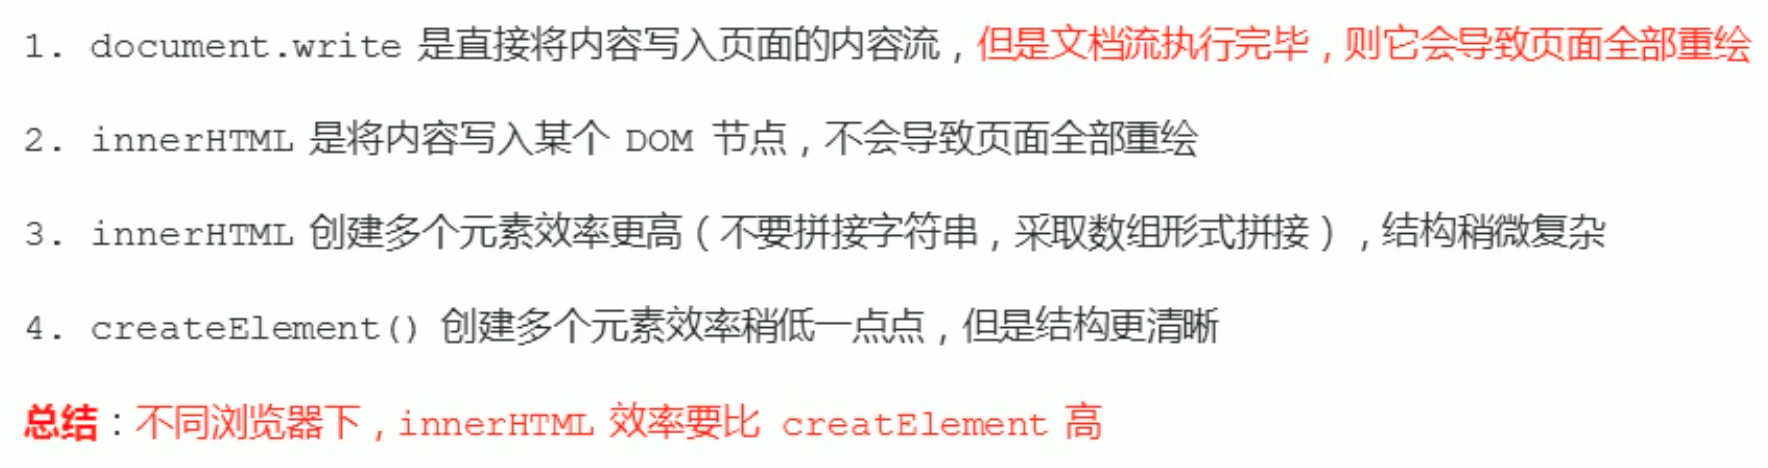 1. document.write 是直接将内容写入页面的内容流，但是文档流执行完毕，则它会导致页面全部重绘
2. innerHTML 是将内容写入某个 DOM 节点，不会导致页面全部重绘
3. innerHTML 创建多个元素效率更高（不要拼接字符串，采取数组形式拼接），结构稍微复杂
4. createElement() 创建多个元素效率稍低一点点，但是结构更清晰
总结：不同浏览器下，innerHTML 效率要比 creatElement 高